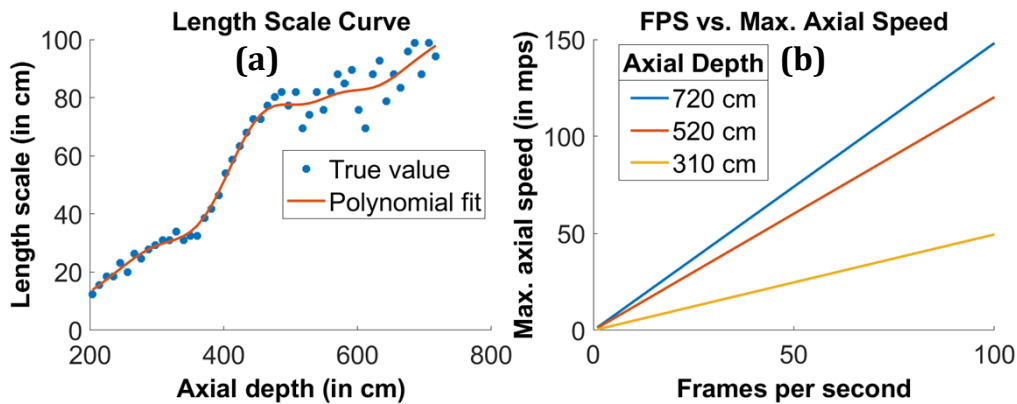 Length Scale Curve
(a)
Length scale (in cm)
100
80
60
40
20
0
True value
Polynomial fit
200
400
600
800
Axial depth (in cm)
FPS vs. Max. Axial Speed
(b)
Max. axial speed (in mps)
150
100
50
0
Axial Depth
720 cm
520 cm
310 cm
0
50
100
Frames per second